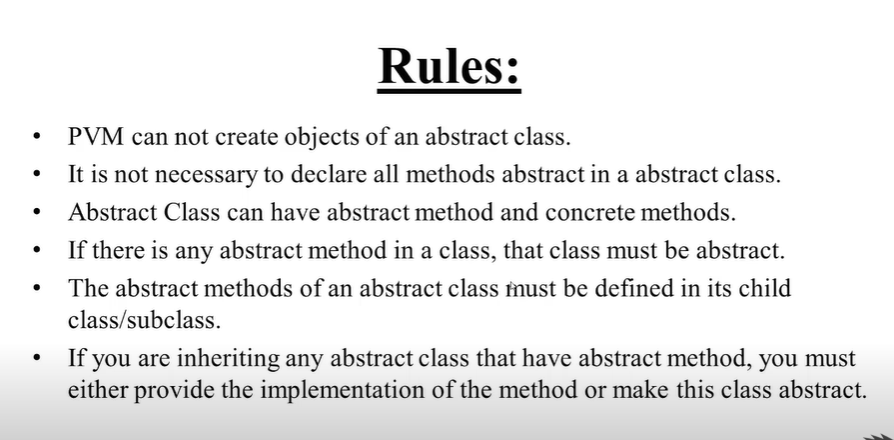 Rules:
• PVM can not create objects of an abstract class.
• It is not necessary to declare all methods abstract in a abstract class.
• Abstract Class can have abstract method and concrete methods.
• If there is any abstract method in a class, that class must be abstract.
• The abstract methods of an abstract class must be defined in its child
class/subclass.
• If you are inheriting any abstract class that have abstract method, you must
either provide the implementation of the method or make this class abstract.